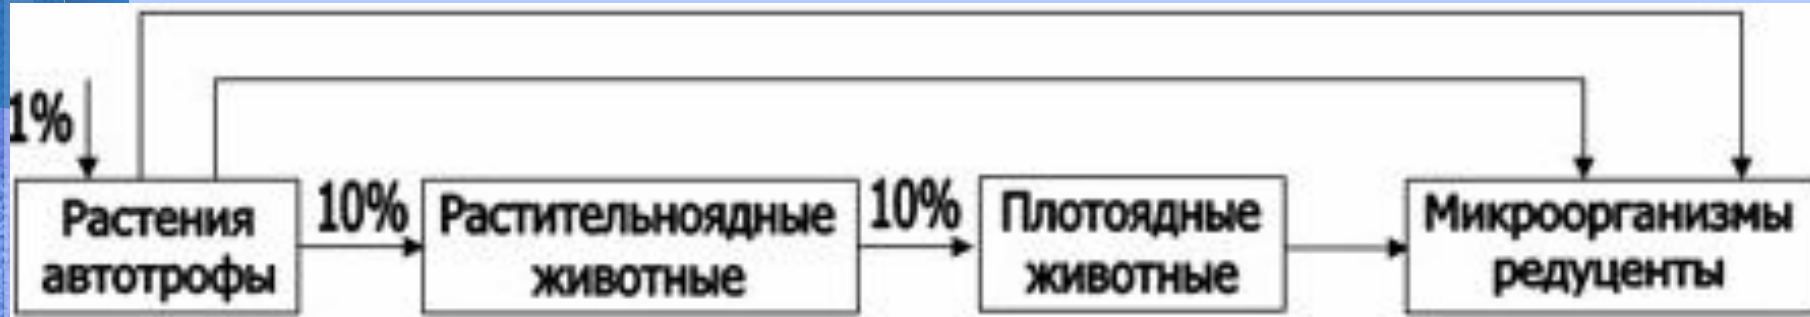 1%
Растения
автотрофы
10%
Растительноядные
животные
10%
Плотоядные
животные
Микроорганизмы
редуценты